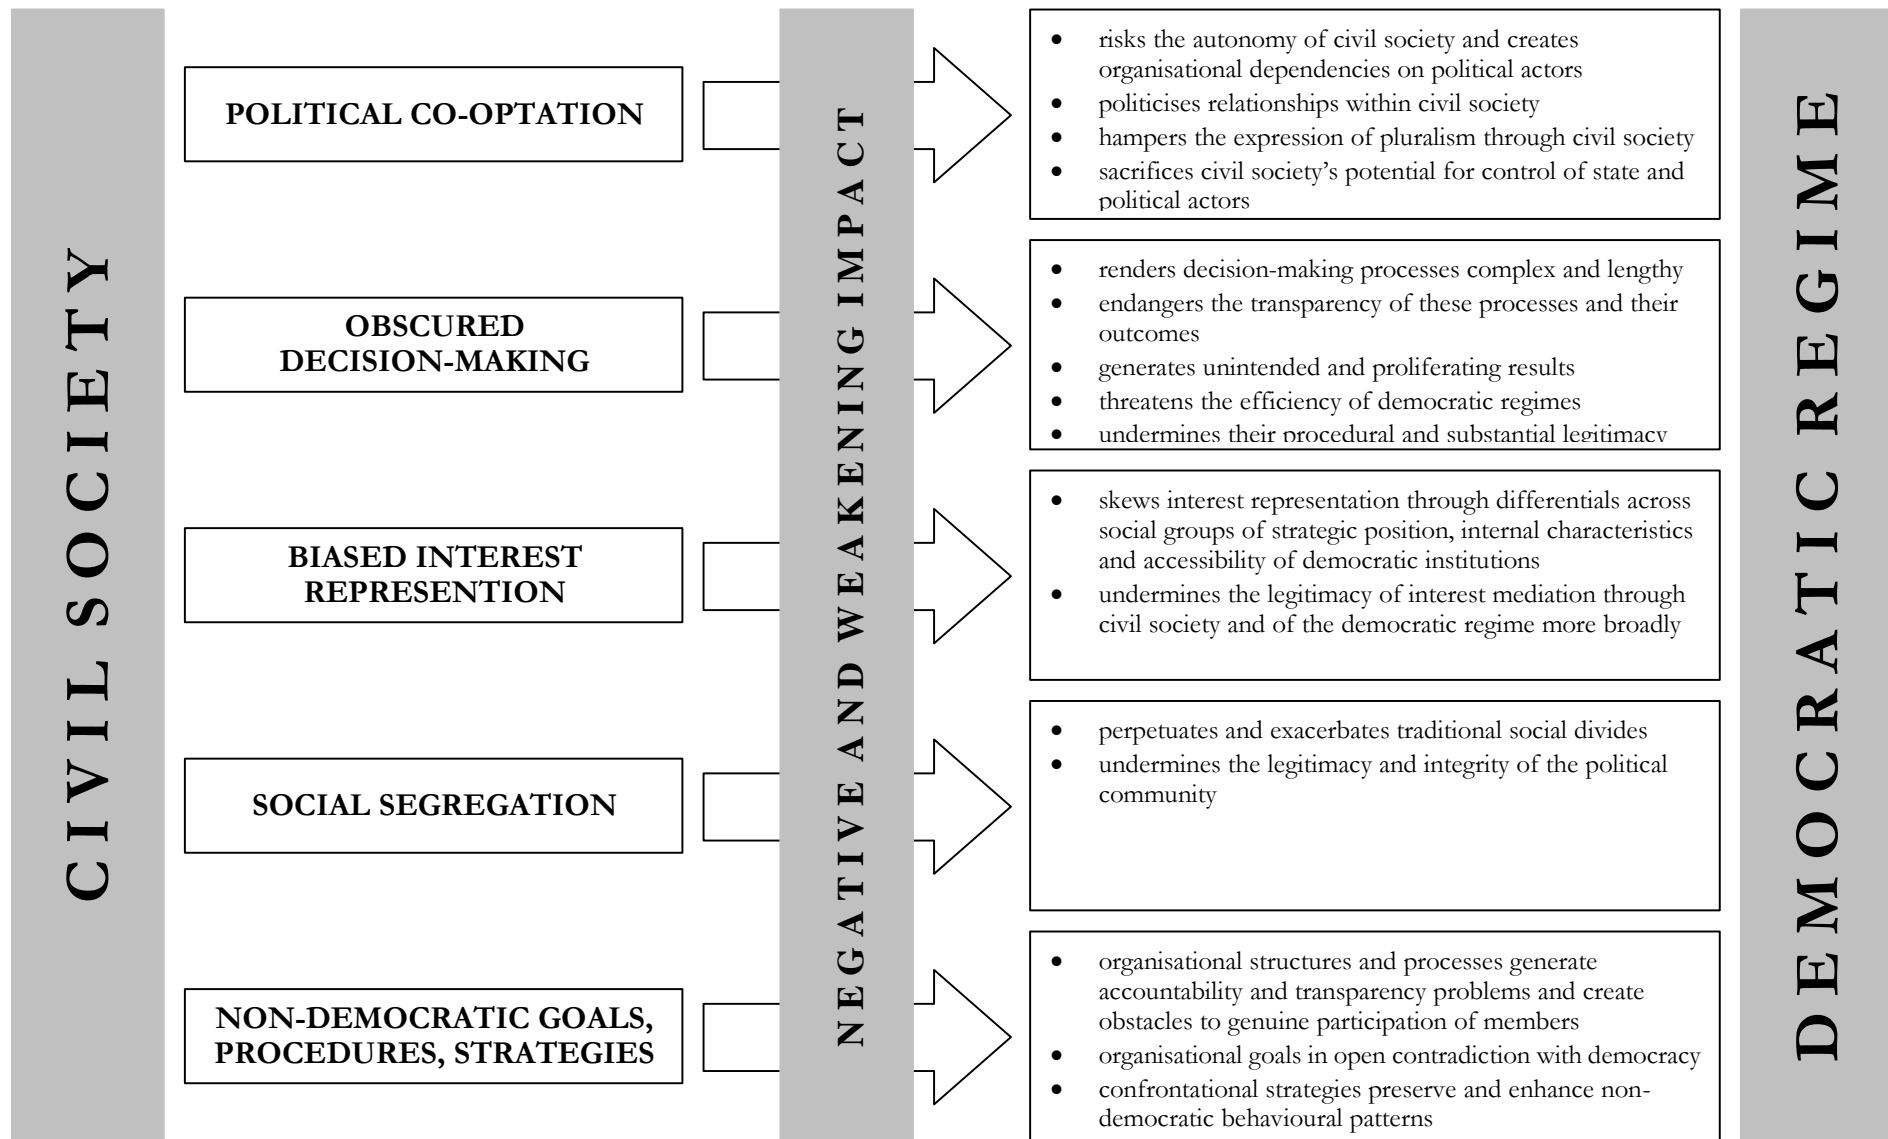 CIVIL SOCIETY
POLITICAL CO-OPTATION
OBSCURED
DECISION-MAKING
BIASED INTEREST
REPRESENTION
SOCIAL SEGREGATION
NON-DEMOCRATIC GOALS,
PROCEDURES, STRATEGIES
NEGATIVE AND WEAKENING IMPACT
• risks the autonomy of civil society and creates
organisational dependencies on political actors
• politicises relationships within civil society
• hampers the expression of pluralism through civil society
• sacrifices civil society’s potential for control of state and
political actors
• renders decision-making processes complex and lengthy
• endangers the transparency of these processes and their
outcomes
• generates unintended and proliferating results
• threatens the efficiency of democratic regimes
• undermines their procedural and substantial legitimacy
• skews interest representation through differentials across
social groups of strategic position, internal characteristics
and accessibility of democratic institutions
• undermines the legitimacy of interest mediation through
civil society and of the democratic regime more broadly
• perpetuates and exacerbates traditional social divides
• undermines the legitimacy and integrity of the political
community
• organisational structures and processes generate
accountability and transparency problems and create
obstacles to genuine participation of members
• organisational goals in open contradiction with democracy
• confrontational strategies preserve and enhance non-
democratic behavioural patterns
DEMOCRATIC REGIME